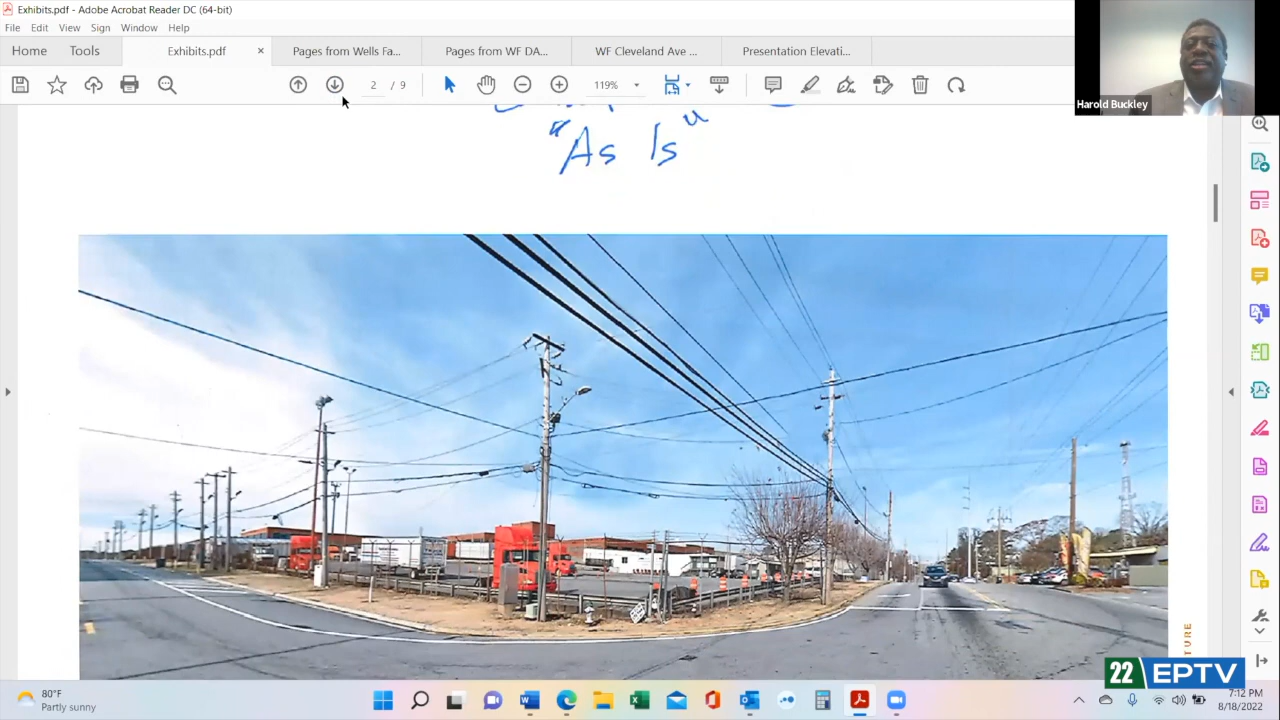 Exhibits.pdf - Adobe Acrobat Reader DC (64-bit)
File Edit View Sign Window Help
Home Tools Exhibits.pdf × Pages from Wells Fa... Pages from WF DA... WF Cleveland Ave ... Presentation Elevati...
2 / 9 119%
Harold Buckley
"As Is"
TURE
22 EPTV
80°F
Partly sunny
7:12 PM
8/18/2022